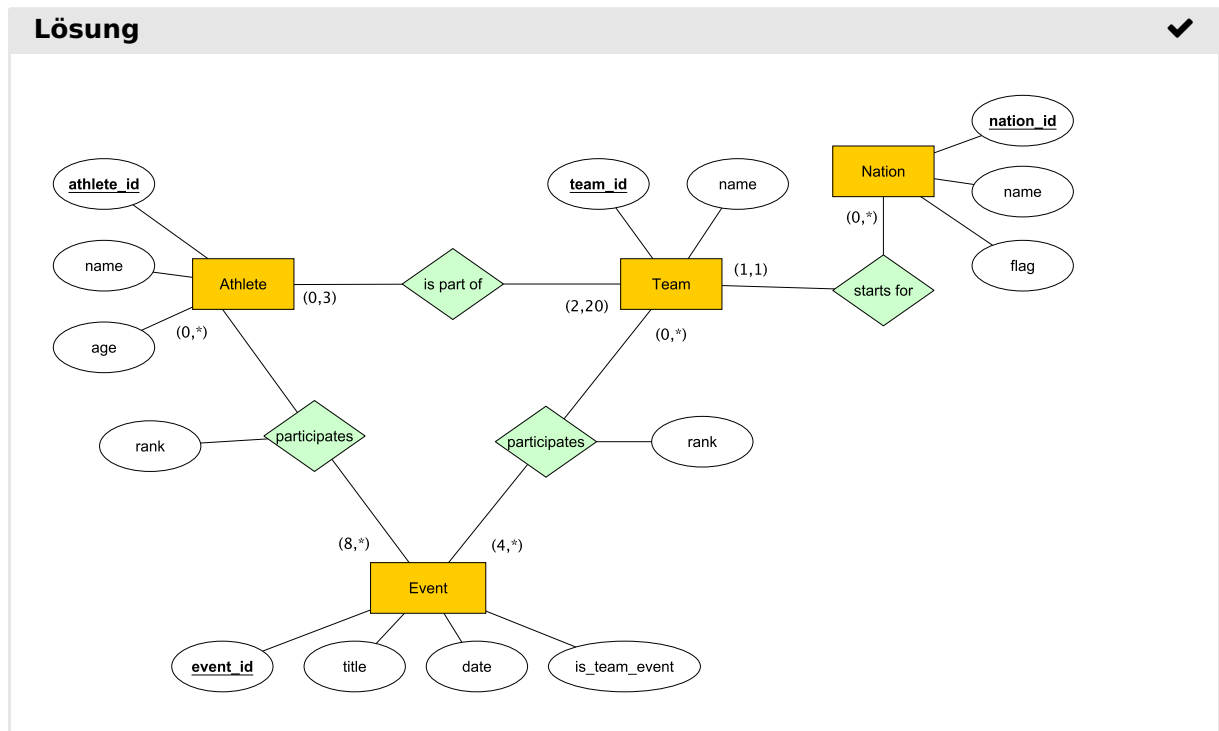 Lösung
nation_id
athlete_id
team_id
name
Nation
name
(0,*)
name
Athlete
is part of
Team
(1,1)
starts for
flag
(0,3)
(2,20)
(0,*)
(0,*)
age
rank
participates
participates
rank
(8,*)
(4,*)
Event
event_id
title
date
is_team_event